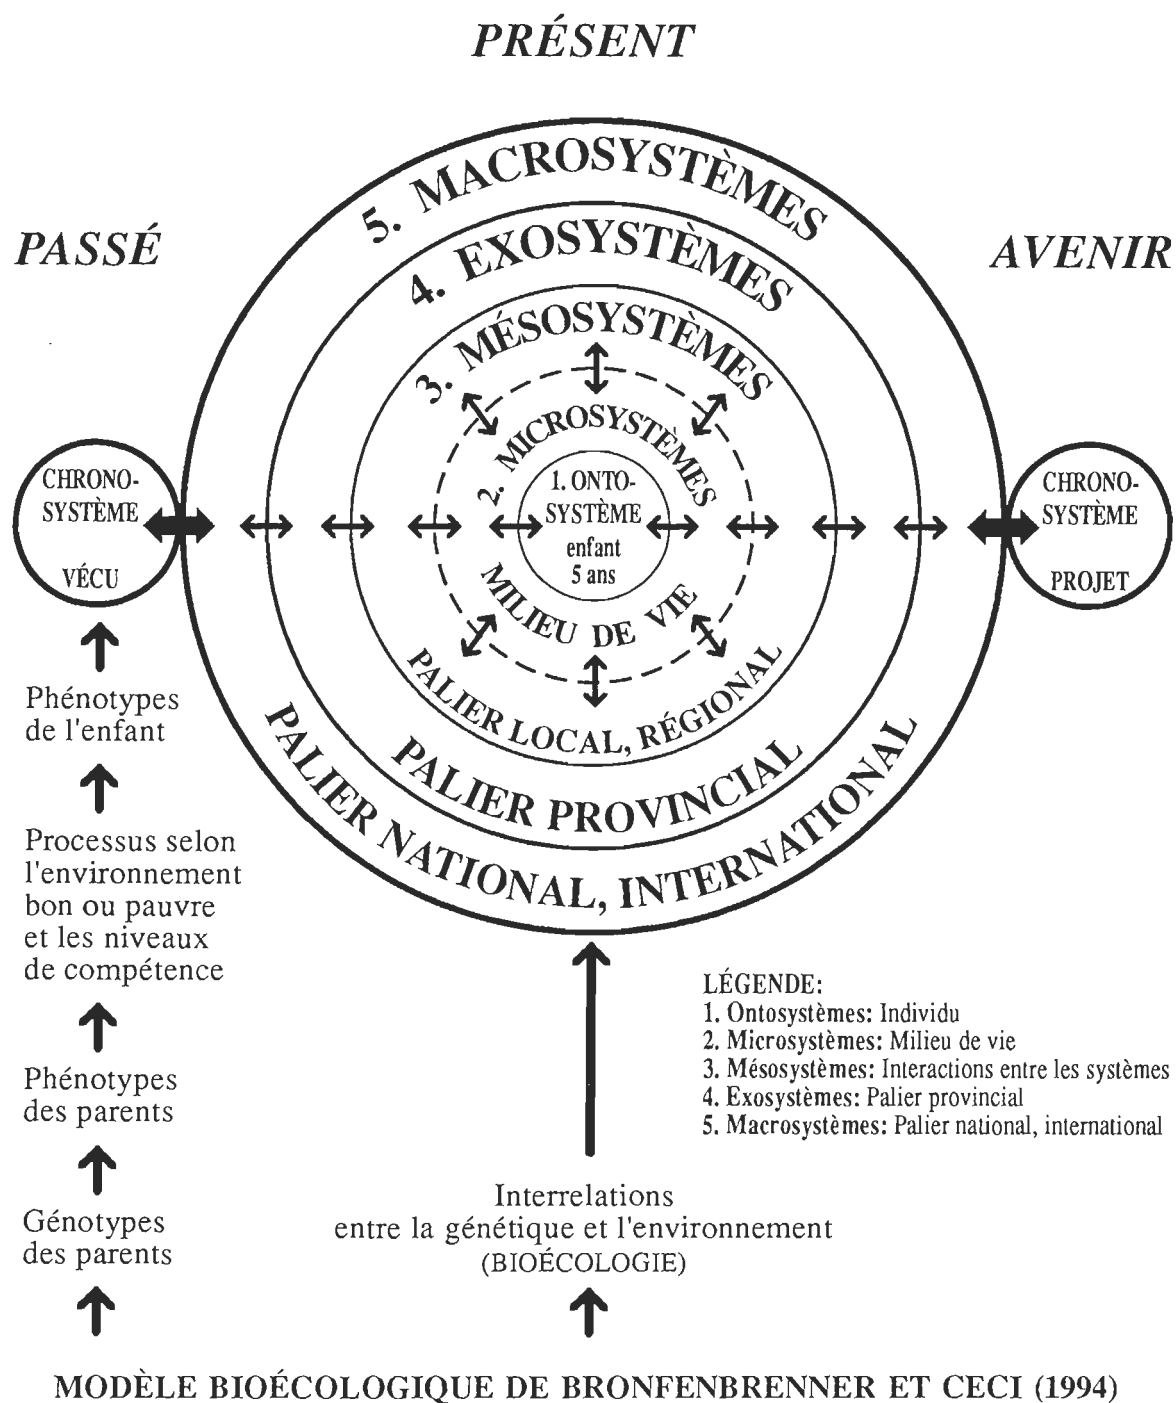 PRÉSENT
PASSÉ
AVENIR
5. MACROSYSTÈMES
4. EXOSYSTÈMES
3. MÉSOSYSTÈMES
2. MICROSYSTÈMES
1. ONTO-
SYSTÈME
enfant
5 ans
MILIEU DE VIE
PALIER LOCAL, RÉGIONAL
PALIER PROVINCIAL
PALIER NATIONAL, INTERNATIONAL
CHRONO-
SYSTÈME
VÉCU
CHRONO-
SYSTÈME
PROJET
Phénotypes
de l'enfant
Processus selon
l'environnement
bon ou pauvre
et les niveaux
de compétence
Phénotypes
des parents
Génotypes
des parents
LÉGENDE:
1. Ontosystèmes: Individu
2. Microsystèmes: Milieu de vie
3. Mésosystèmes: Interactions entre les systèmes
4. Exosystèmes: Palier provincial
5. Macrosystèmes: Palier national, international
Interrelations
entre la génétique et l'environnement
(BIOÉCOLOGIE)
MODÈLE BIOÉCOLOGIQUE DE BRONFENBRENNER ET CECI (1994)